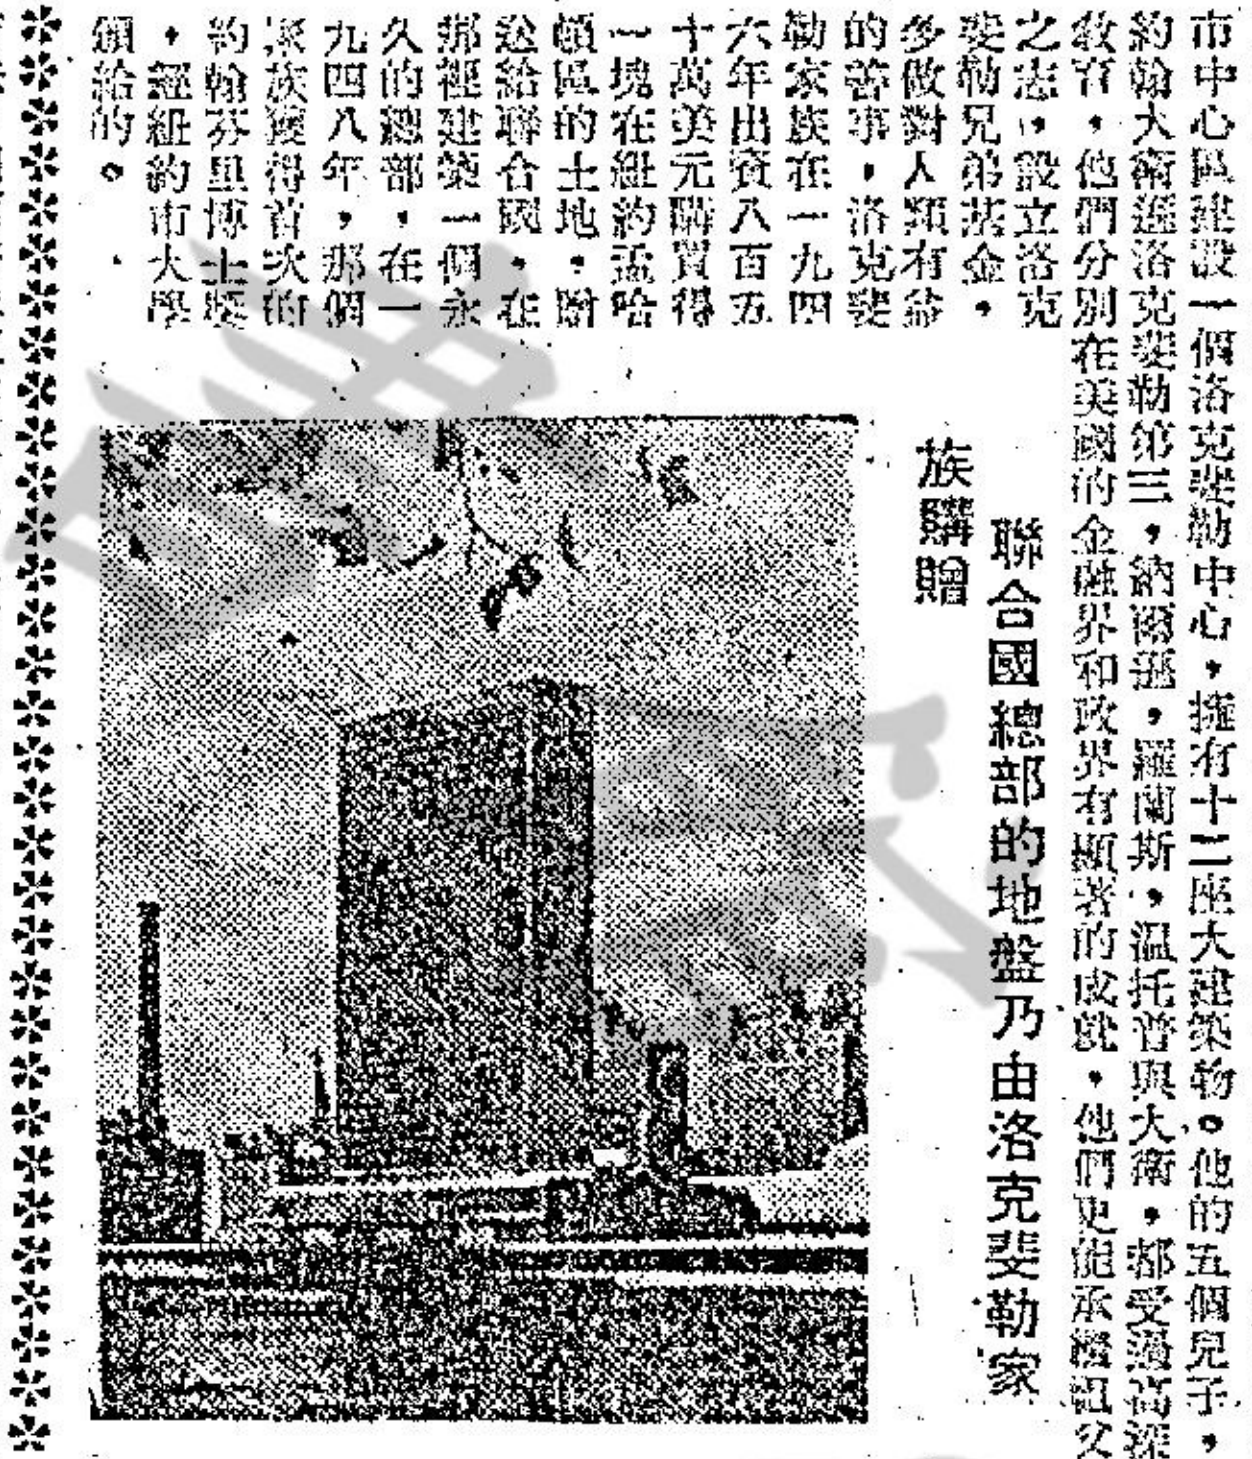 市中心區建設一個洛克斐勒中心，擁有十二座大建築物。他的五個兒子，
約翰大衛遜洛克斐勒第三，納爾遜，羅蘭斯，溫托普與大衛，都受過高深
教育，他們分別在美國的金融界和政界有顯著的成就，他們更能承繼祖父
之志，設立洛克
斐勒兄弟基金，
多做對人類有益
的善事，洛克斐
勒家族在一九四
六年出資八百五
十萬美元購買得
一塊在紐約孟哈
頓區的土地，贈
送給聯合國，在
那裡建築一個永
久的總部，在一
九四八年，那個
家族獲得首次的
約翰芬里博士獎
，經紐約市大學
頒給的。
聯合國總部的地盤乃由洛克斐勒家
族購贈